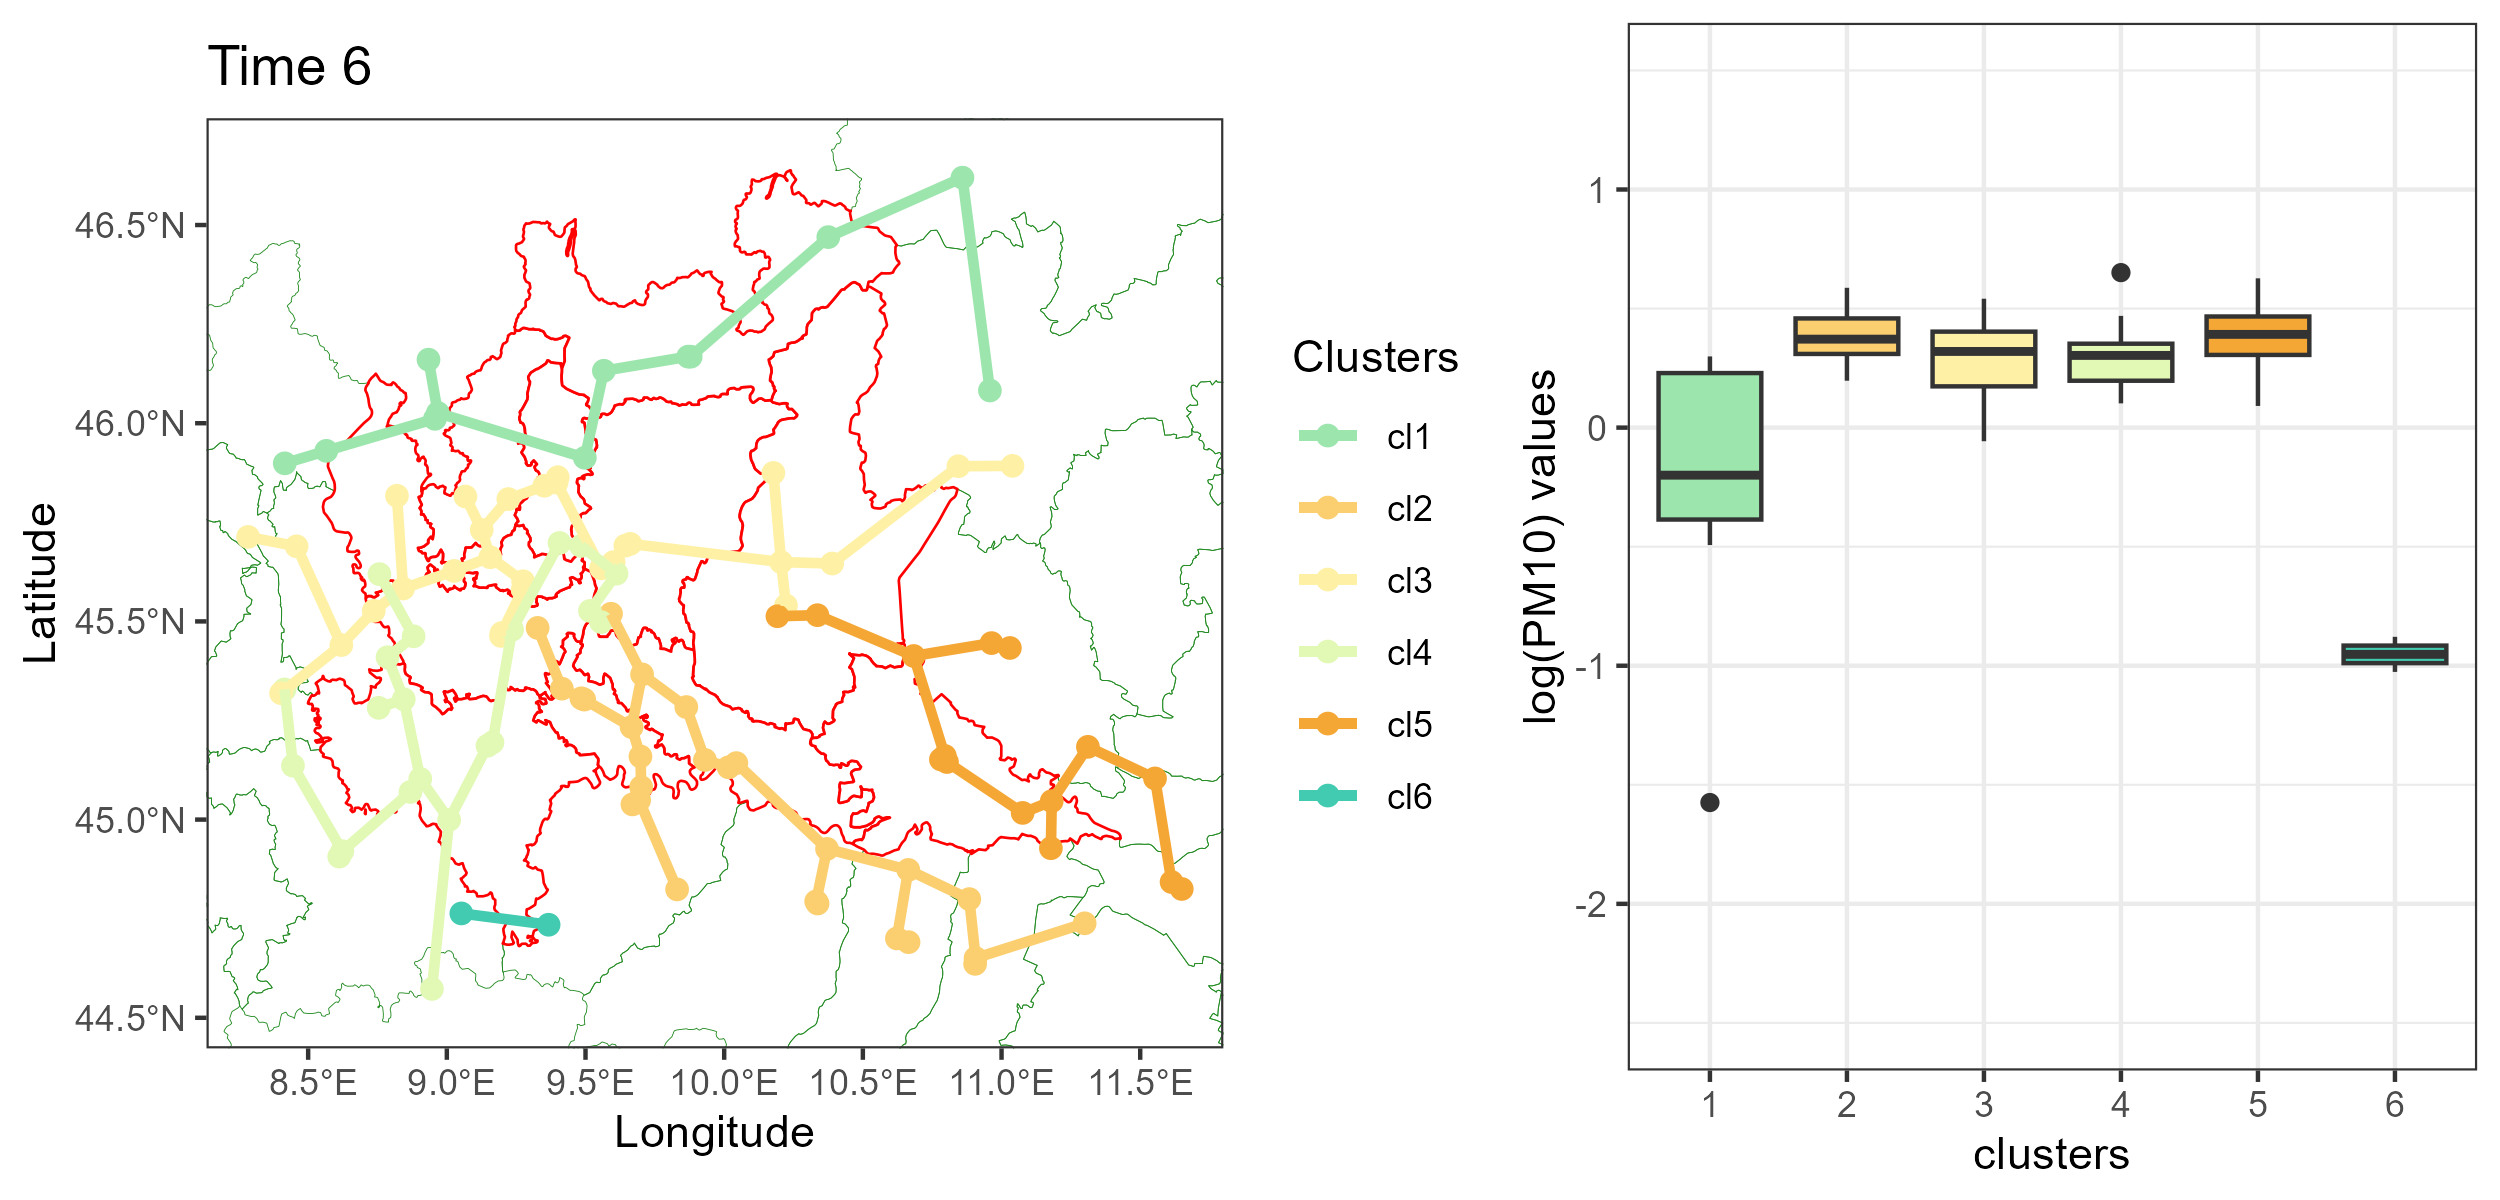 Time 6
46.5°N
46.0°N
45.5°N
45.0°N
44.5°N
Latitude
8.5°E 9.0°E 9.5°E 10.0°E 10.5°E 11.0°E 11.5°E
Longitude
Clusters
cl1
cl2
cl3
cl4
cl5
cl6
log(PM10) values
1
0
-1
-2
1 2 3 4 5 6
clusters